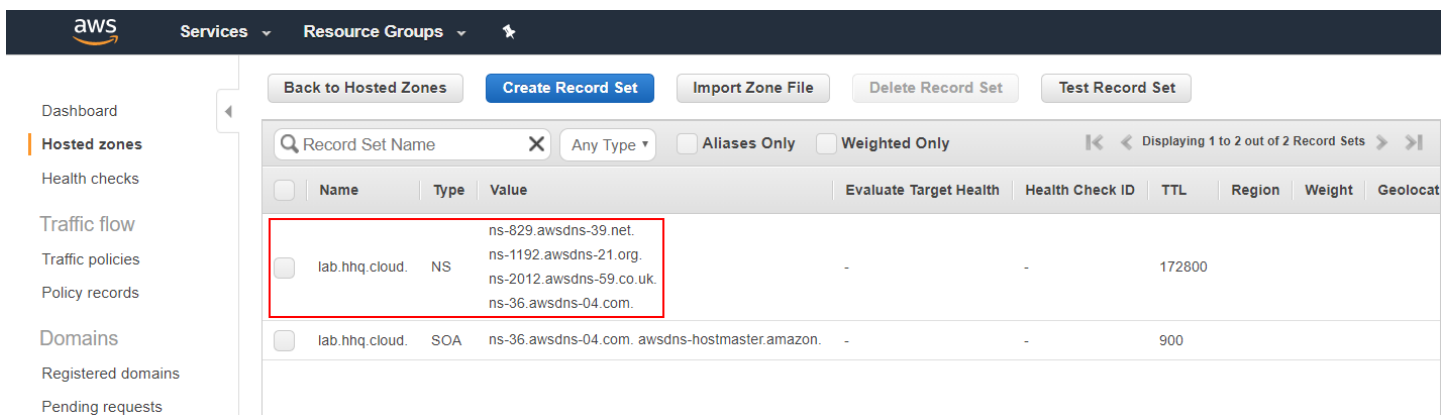 aws Services Resource Groups
Back to Hosted Zones Create Record Set Import Zone File Delete Record Set Test Record Set
Dashboard
Hosted zones
Health checks
Traffic flow
Traffic policies
Policy records
Domains
Registered domains
Pending requests
Record Set Name Any Type Aliases Only Weighted Only Displaying 1 to 2 out of 2 Record Sets
Name Type Value Evaluate Target Health Health Check ID TTL Region Weight Geolocat
lab.hhq.cloud. NS ns-829.awsdns-39.net. - - 172800
ns-1192.awsdns-21.org.
ns-2012.awsdns-59.co.uk.
ns-36.awsdns-04.com.
lab.hhq.cloud. SOA ns-36.awsdns-04.com. awsdns-hostmaster.amazon. - - 900